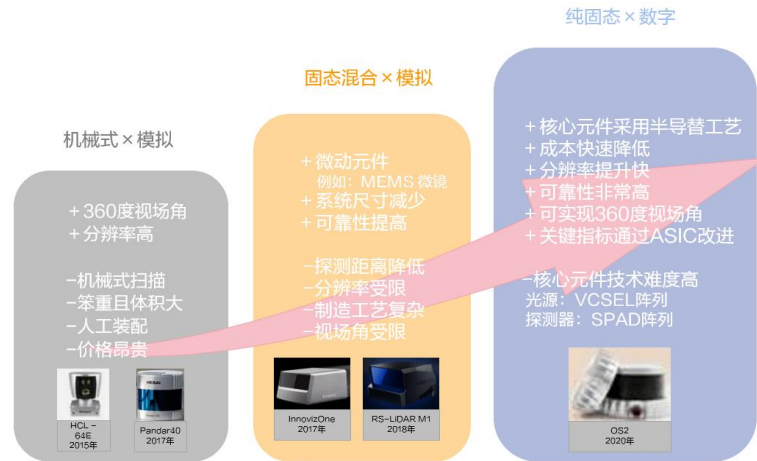 机械式×模拟
+360度视场角
+分辨率高
-机械式扫描
-笨重且体积大
-人工装配
-价格昂贵
HCL -
64E
2015年
Pandar40
2017年
固态混合×模拟
+微动元件
例如：MEMS 微镜
+系统尺寸减少
+可靠性提高
-探测距离降低
-分辨率受限
-制造工艺复杂
-视场角受限
InnovizOne
2017年
RS-LiDAR M1
2018年
纯固态×数字
+核心元件采用半导替工艺
+成本快速降低
+分辨率提升快
+可靠性非常高
+可实现360度视场角
+关键指标通过ASIC改进
-核心元件技术难度高
光源：VCSEL阵列
探测器：SPAD阵列
OS2
2020年